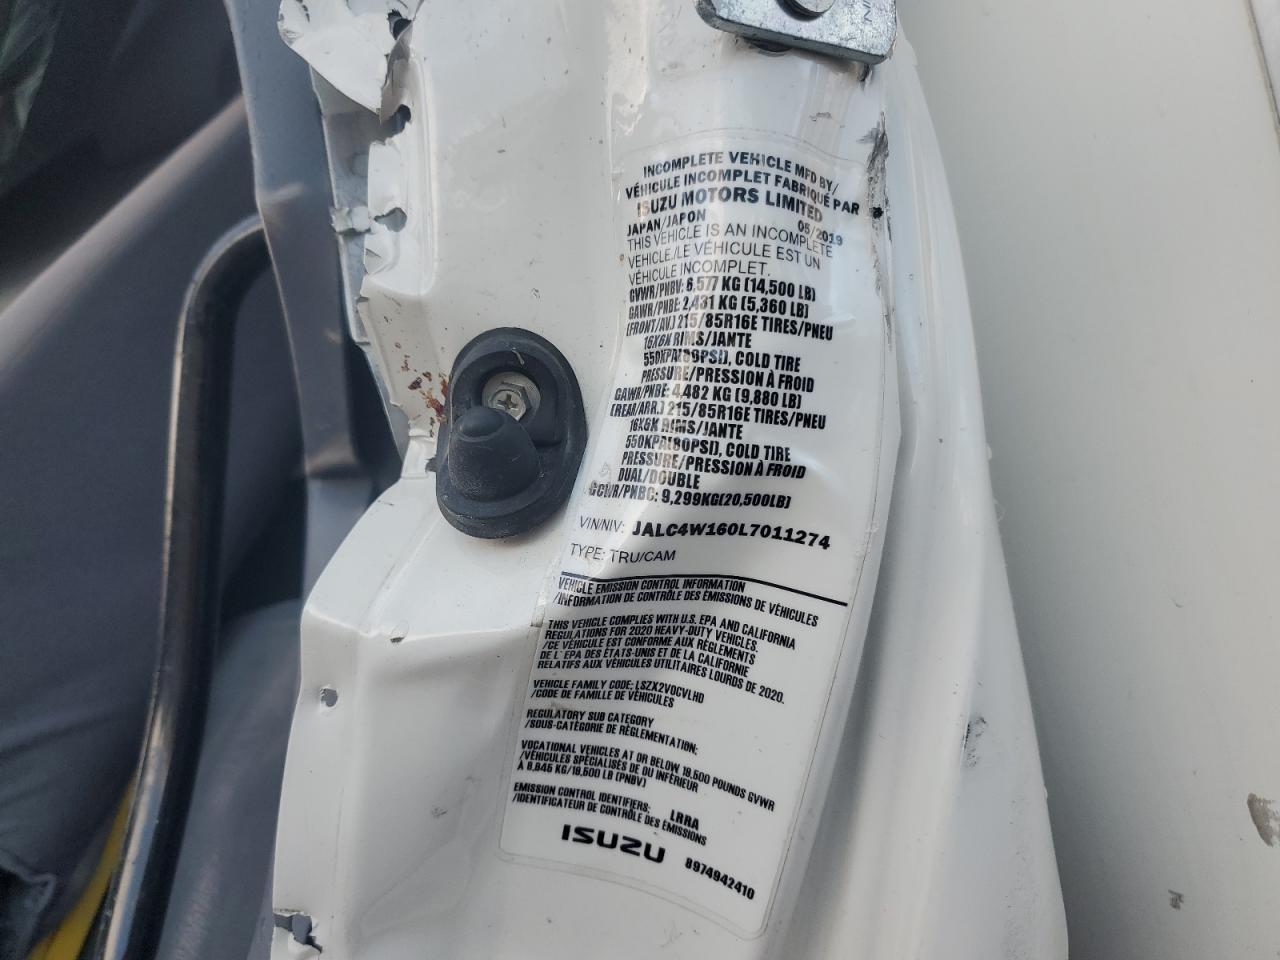 INCOMPLETE VEHICLE MFD BY/
VÉHICULE INCOMPLET FABRIQUÉ PAR
ISUZU MOTORS LIMITED
JAPAN/JAPON 05/2019
THIS VEHICLE IS AN INCOMPLETE
VEHICLE./LE VÉHICULE EST UN
VÉHICULE INCOMPLET.
GVWR/PNBV: 6,577 KG (14,500 LB)
GAWR/PNBE: 2,431 KG (5,360 LB)
(FRONT/AV.) 215/85R16E TIRES/PNEU
16X6K RIMS/JANTE
550KPA(80PSI), COLD TIRE
PRESSURE/PRESSION À FROID
GAWR/PNBE: 4,482 KG (9,880 LB)
(REAR/ARR.) 215/85R16E TIRES/PNEU
16X6K RIMS/JANTE
550KPA(80PSI), COLD TIRE
PRESSURE/PRESSION À FROID
DUAL/DOUBLE
GCWR/PNBC: 9,299KG(20,500LB)
VIN/NIV: JALC4W160L7011274
TYPE: TRU/CAM
VEHICLE EMISSION CONTROL INFORMATION
/INFORMATION DE CONTRÔLE DES ÉMISSIONS DE VÉHICULES
THIS VEHICLE COMPLIES WITH U.S. EPA AND CALIFORNIA
REGULATIONS FOR 2020 HEAVY-DUTY VEHICLES.
/CE VÉHICULE EST CONFORME AUX RÈGLEMENTS
DE L' EPA DES ÉTATS-UNIS ET DE LA CALIFORNIE
RELATIFS AUX VÉHICULES UTILITAIRES LOURDS DE 2020.
VEHICLE FAMILY CODE: LSZX2VOCVLHD
/CODE DE FAMILLE DE VÉHICULES
REGULATORY SUB CATEGORY
/SOUS-CATÉGORIE DE RÈGLEMENTATION:
VOCATIONAL VEHICLES AT OR BELOW 19,500 POUNDS GVWR
/VÉHICULES SPÉCIALISÉS DE OU INFÉRIEUR
À 8,845 KG/19,500 LB (PNBV)
EMISSION CONTROL IDENTIFIERS: LRRA
/IDENTIFICATEUR DE CONTRÔLE DES ÉMISSIONS
ISUZU 8974942410